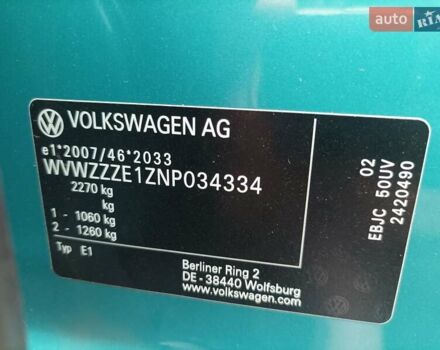 auto RIA
VOLKSWAGEN AG
e1*2007/46*2033
WVWZZZE1ZNP034334
2270 kg
kg
1 - 1060 kg
2 - 1260 kg
Typ E1
Berliner Ring 2
DE - 38440 Wolfsburg
www.volkswagen.com
02
EBJC 50UV
2420490